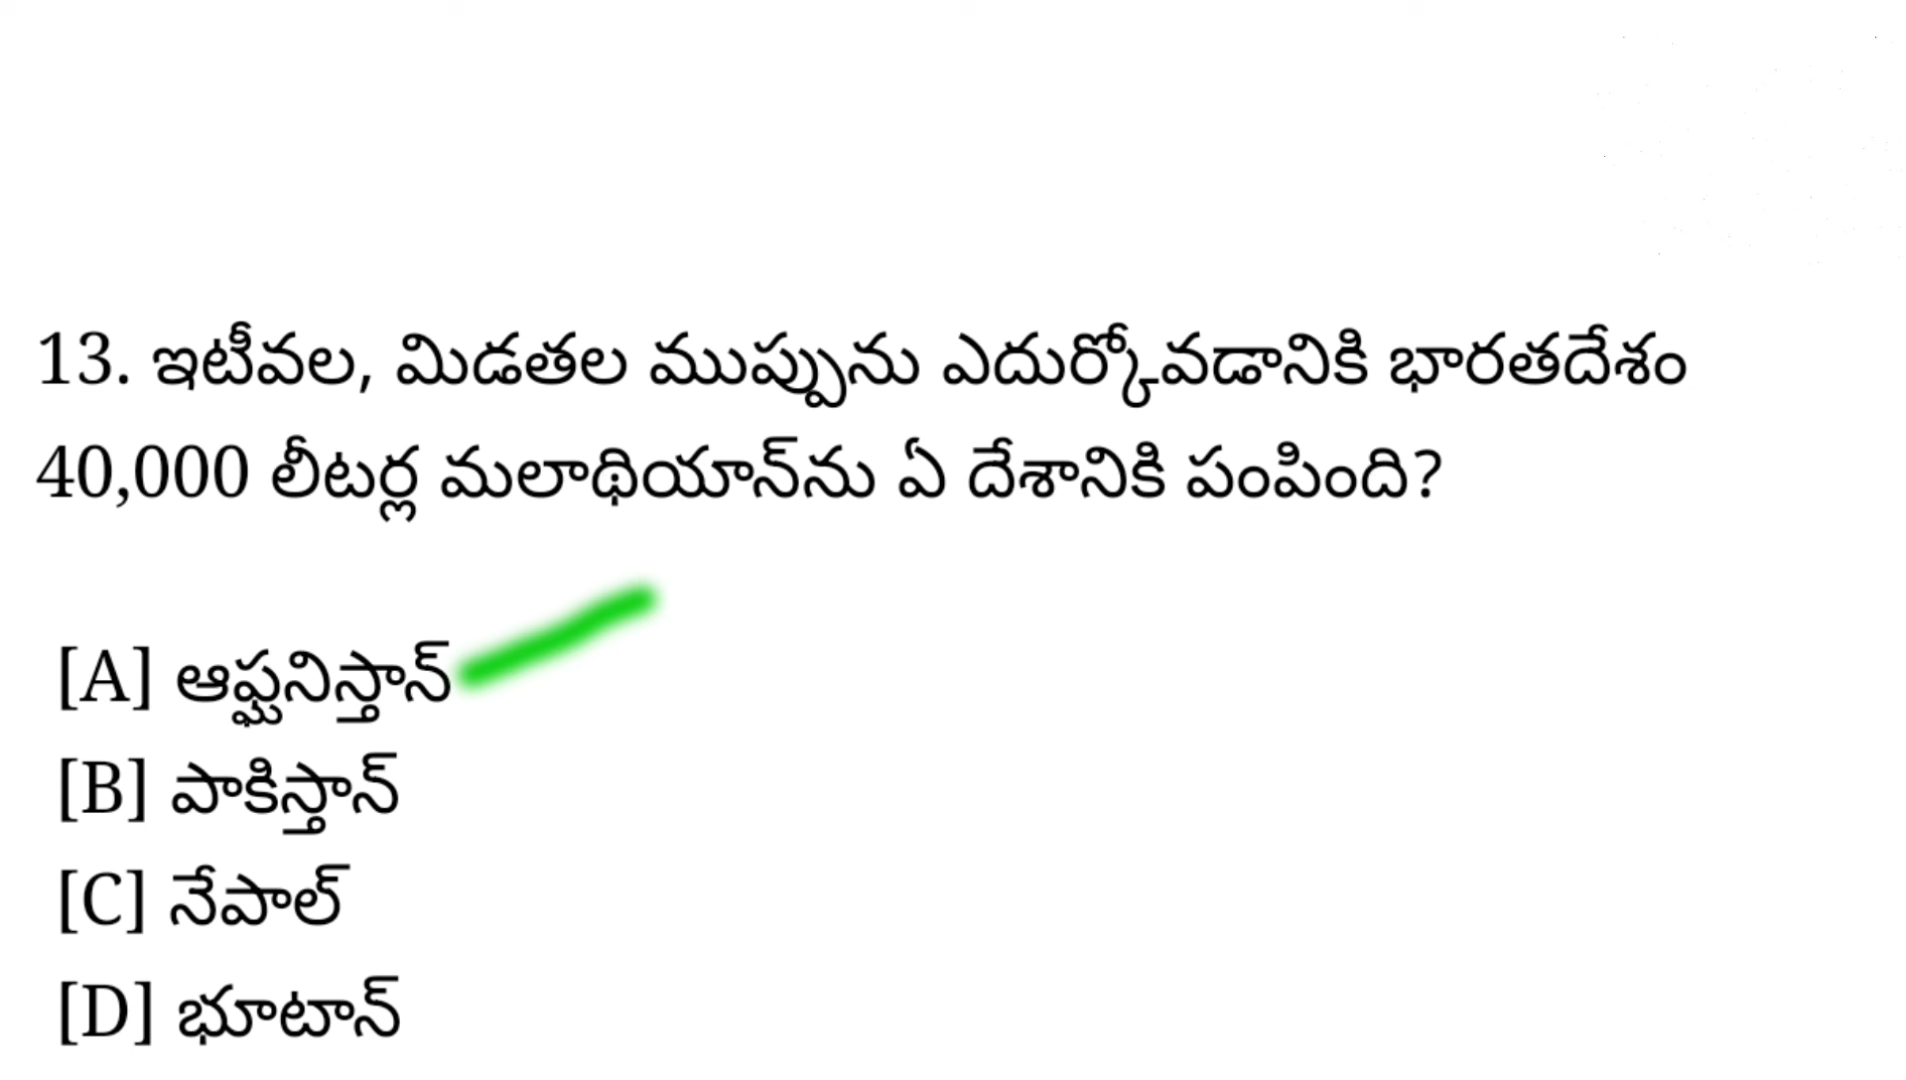 13. ఇటీవల, మిడతల ముప్పును ఎదుర్కోవడానికి భారతదేశం
40,000 లీటర్ల మలాథియాన్‌ను ఏ దేశానికి పంపింది?
[A] ఆఫ్ఘనిస్తాన్
[B] పాకిస్తాన్
[C] నేపాల్
[D] భూటాన్